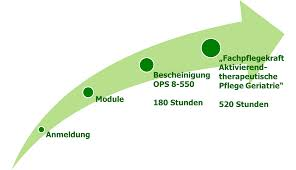 Anmeldung
Module
Bescheinigung
OPS 8-550
180 Stunden
„Fachpflegekraft
Aktivierend-
therapeutische
Pflege Geriatrie"
520 Stunden